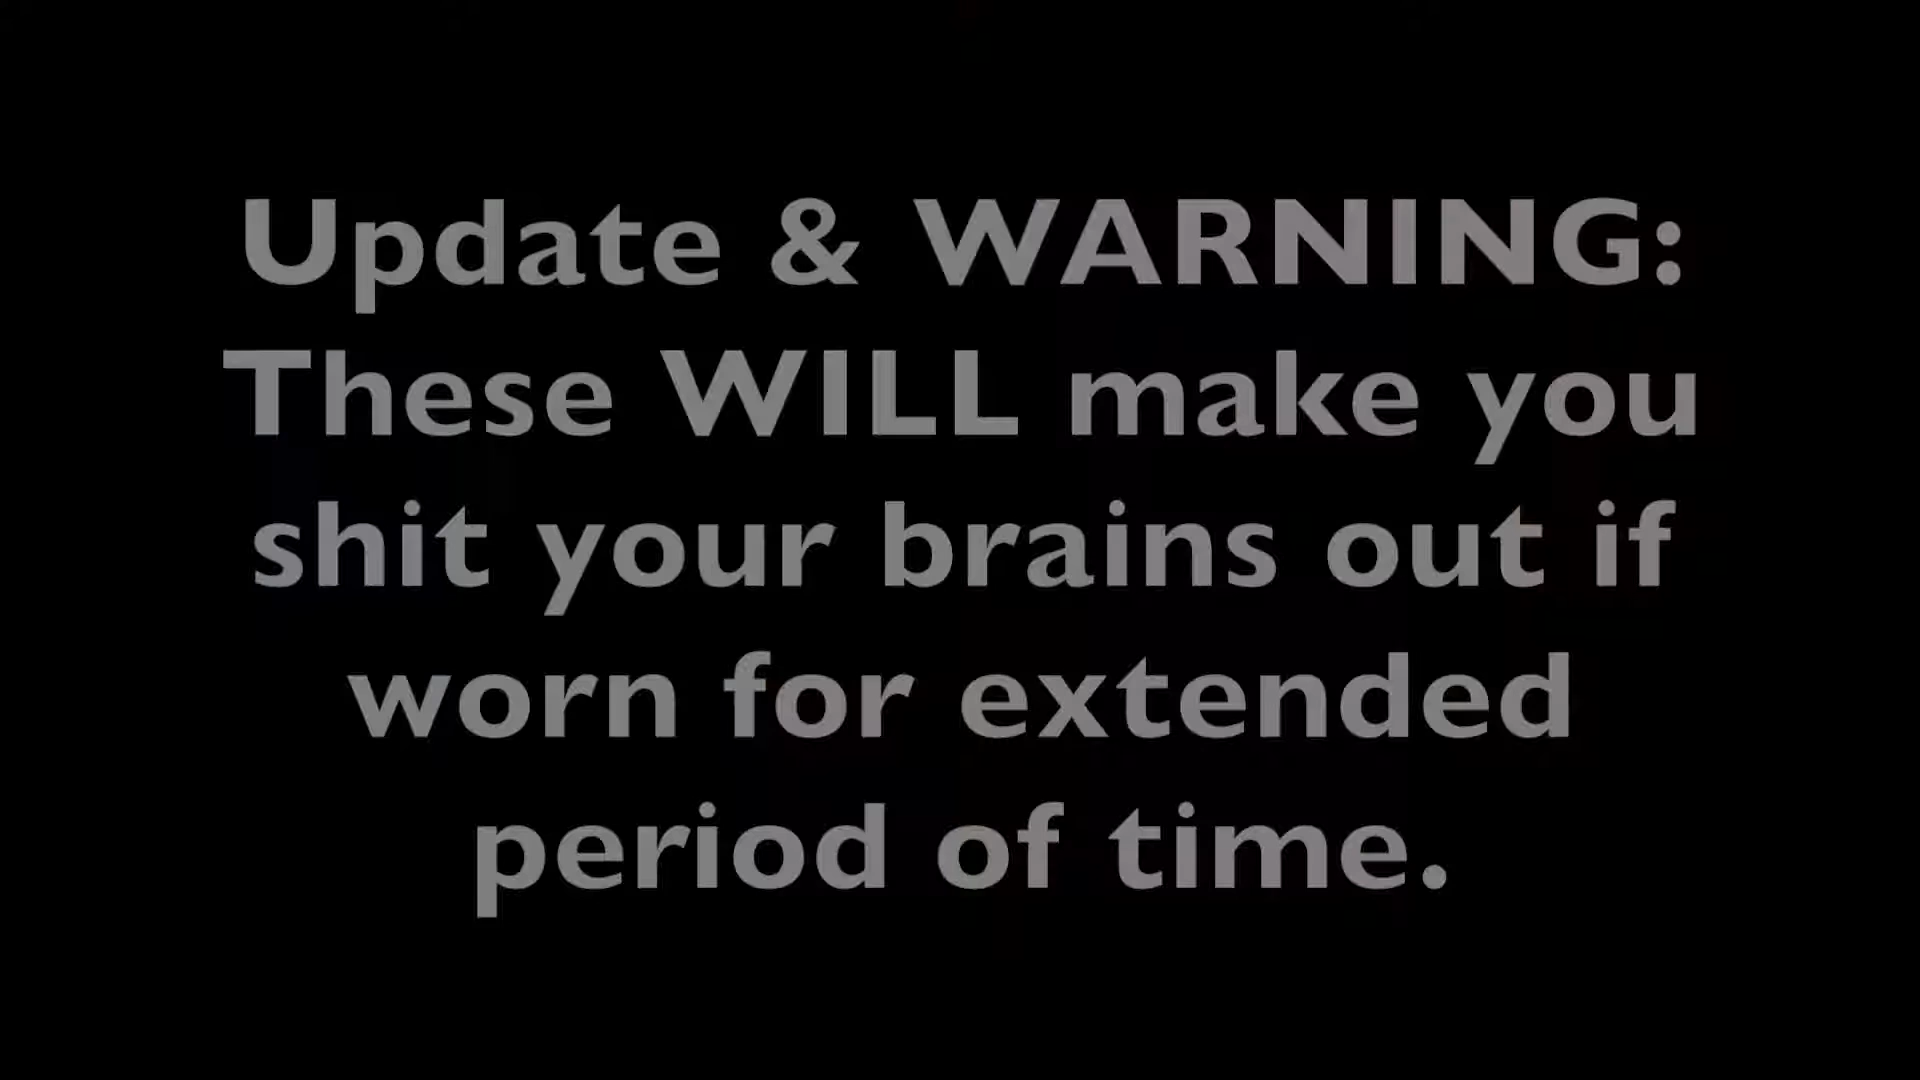 Update & WARNING:
These WILL make you
shit your brains out if
worn for extended
period of time.